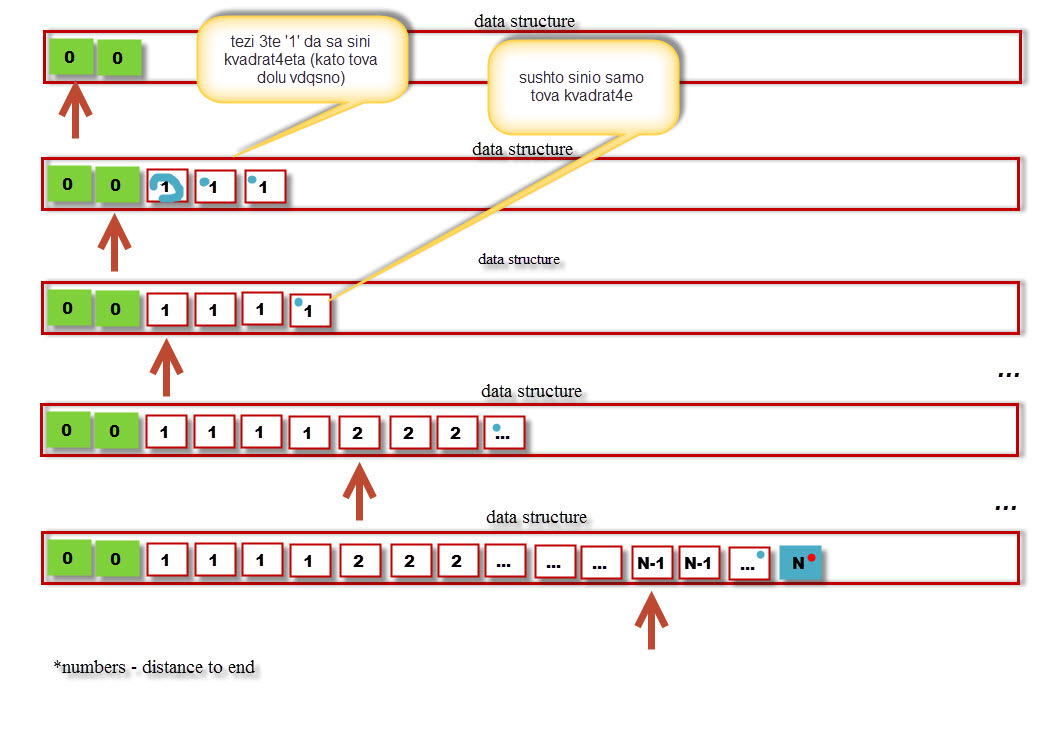 data structure
tezi 3te '1' da sa sini
kvadrat4eta (kato tova
dolu vdqsno)
0 0
sushto sinio samo
tova kvadrat4e
data structure
0 0 1 1 1
data structure
0 0 1 1 1 1
...
data structure
0 0 1 1 1 1 2 2 2 ...
...
data structure
0 0 1 1 1 1 2 2 2 ... ... ... N-1 N-1 ... N
*numbers - distance to end